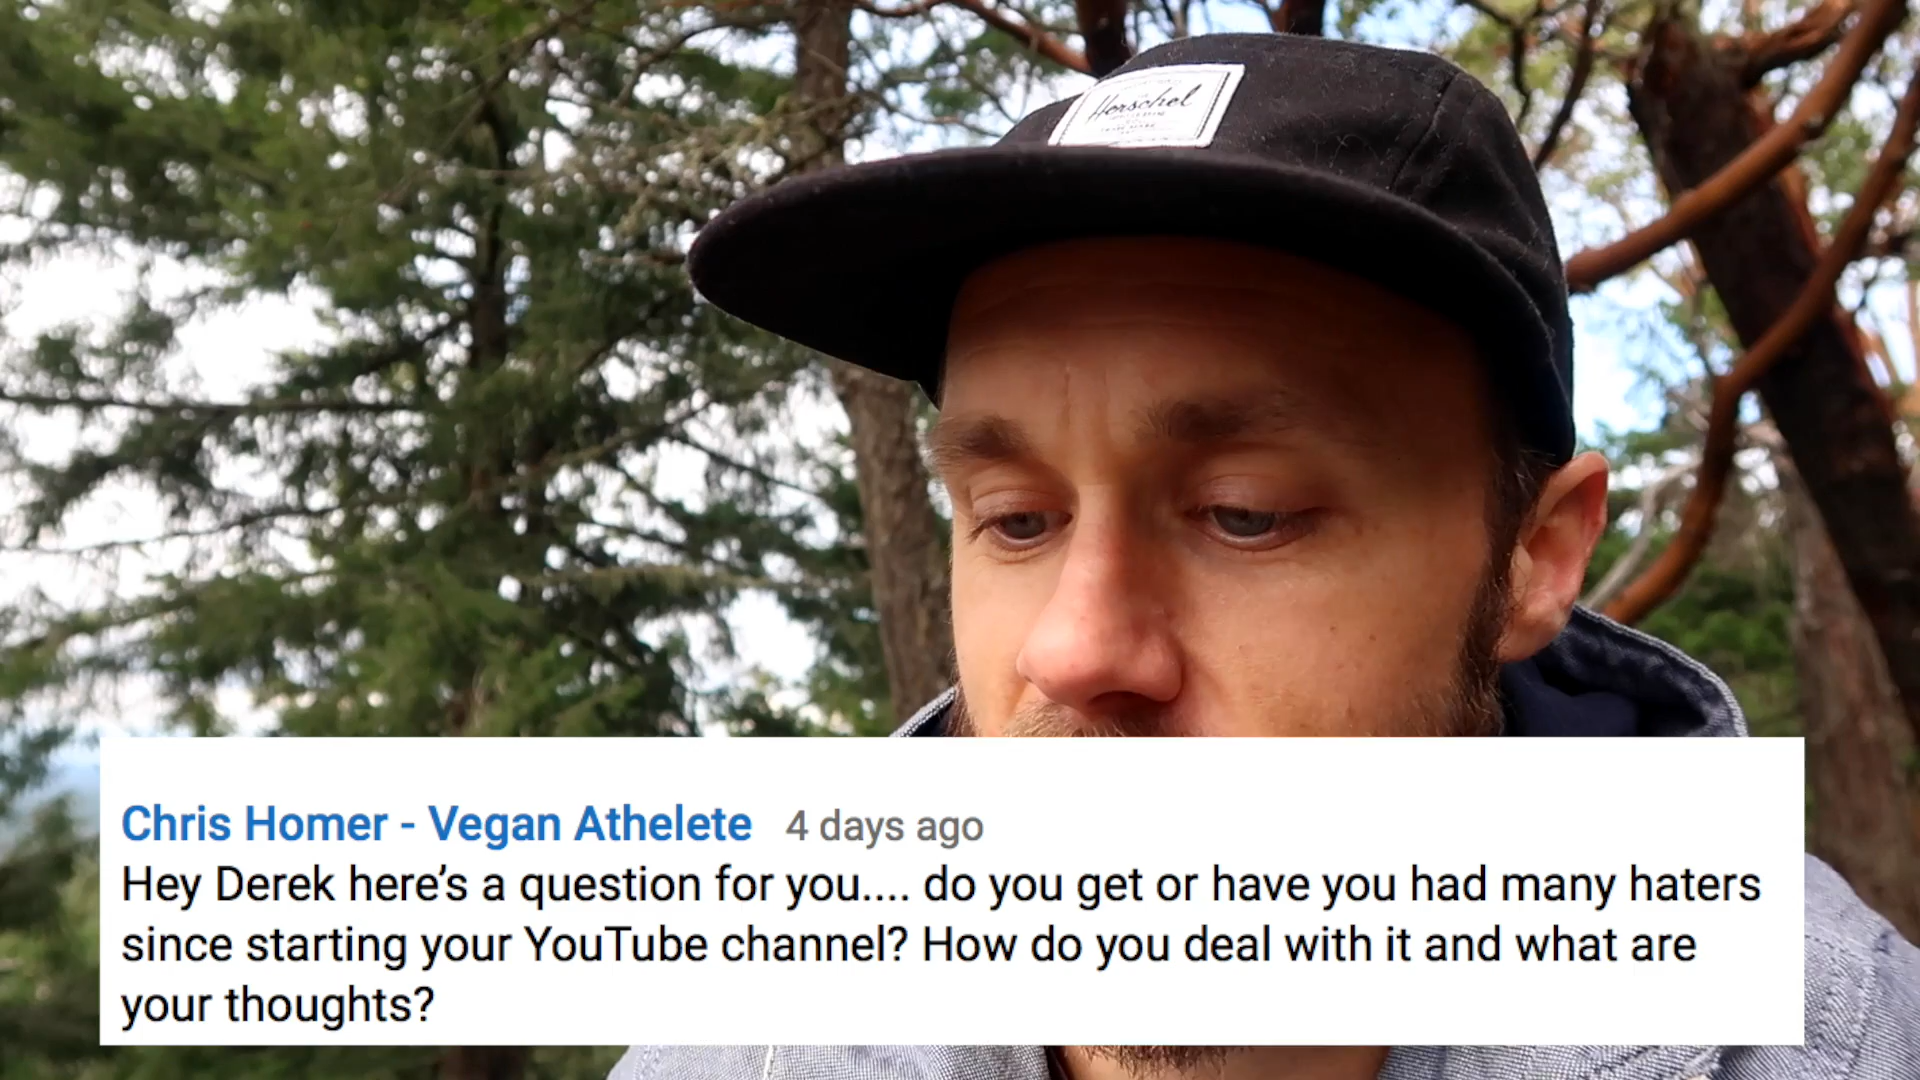 Herschel
Chris Homer - Vegan Athelete 4 days ago
Hey Derek here’s a question for you.... do you get or have you had many haters
since starting your YouTube channel? How do you deal with it and what are
your thoughts?